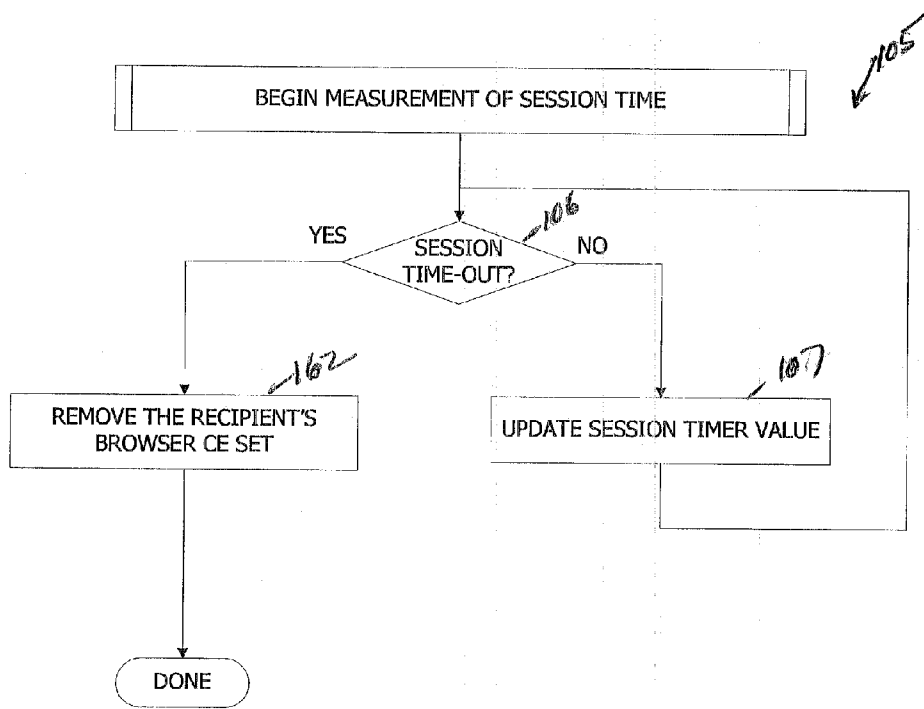 105
BEGIN MEASUREMENT OF SESSION TIME
106
YES
SESSION
TIME-OUT?
NO
162
107
REMOVE THE RECIPIENT'S
BROWSER CE SET
UPDATE SESSION TIMER VALUE
DONE